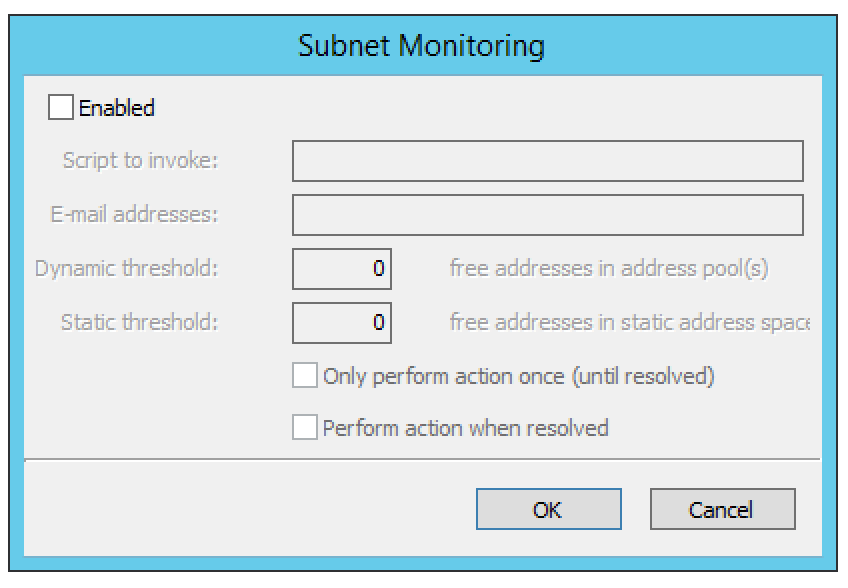 Subnet Monitoring
Enabled
Script to invoke:
E-mail addresses:
Dynamic threshold: 0 free addresses in address pool(s)
Static threshold: 0 free addresses in static address space
Only perform action once (until resolved)
Perform action when resolved
OK Cancel